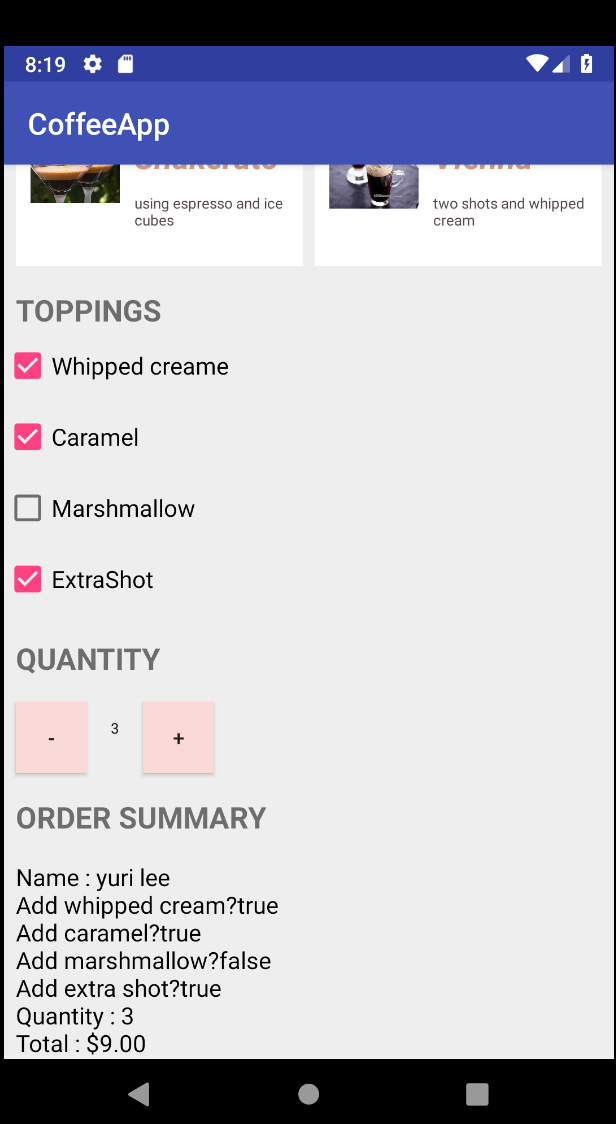 8:19
CoffeeApp
Shakerato
Vienna
using espresso and ice
cubes
two shots and whipped
cream
TOPPINGS
Whipped creame
Caramel
Marshmallow
ExtraShot
QUANTITY
- 3 +
ORDER SUMMARY
Name : yuri lee
Add whipped cream?true
Add caramel?true
Add marshmallow?false
Add extra shot?true
Quantity : 3
Total : $9.00